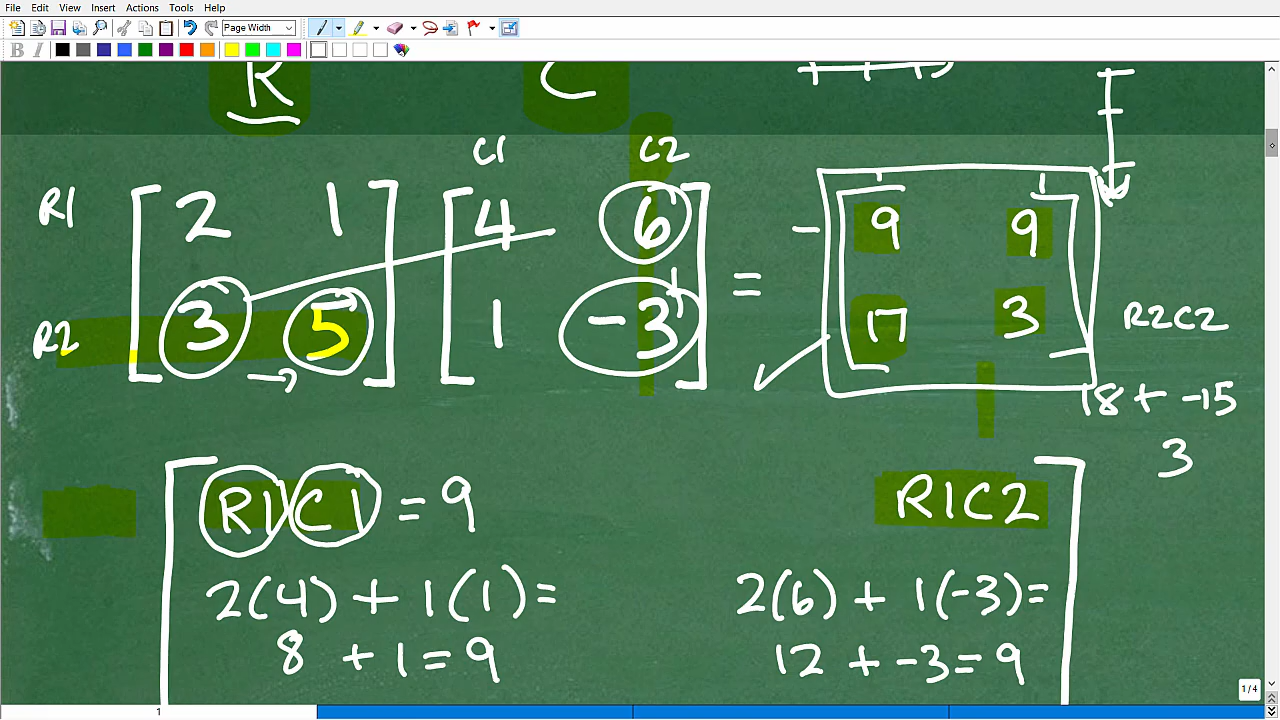 File Edit View Insert Actions Tools Help
Page Width
B I
R C
C1 C2
R1 [2 1] [4 6] = [9 9]
R2 [3 5] [1 -3] [17 3] R2C2
18 + -15
3
R1 C1 = 9 R1C2
2(4) + 1(1)= 2(6) + 1(-3)=
8 + 1 = 9 12 + -3 = 9
1/4
1